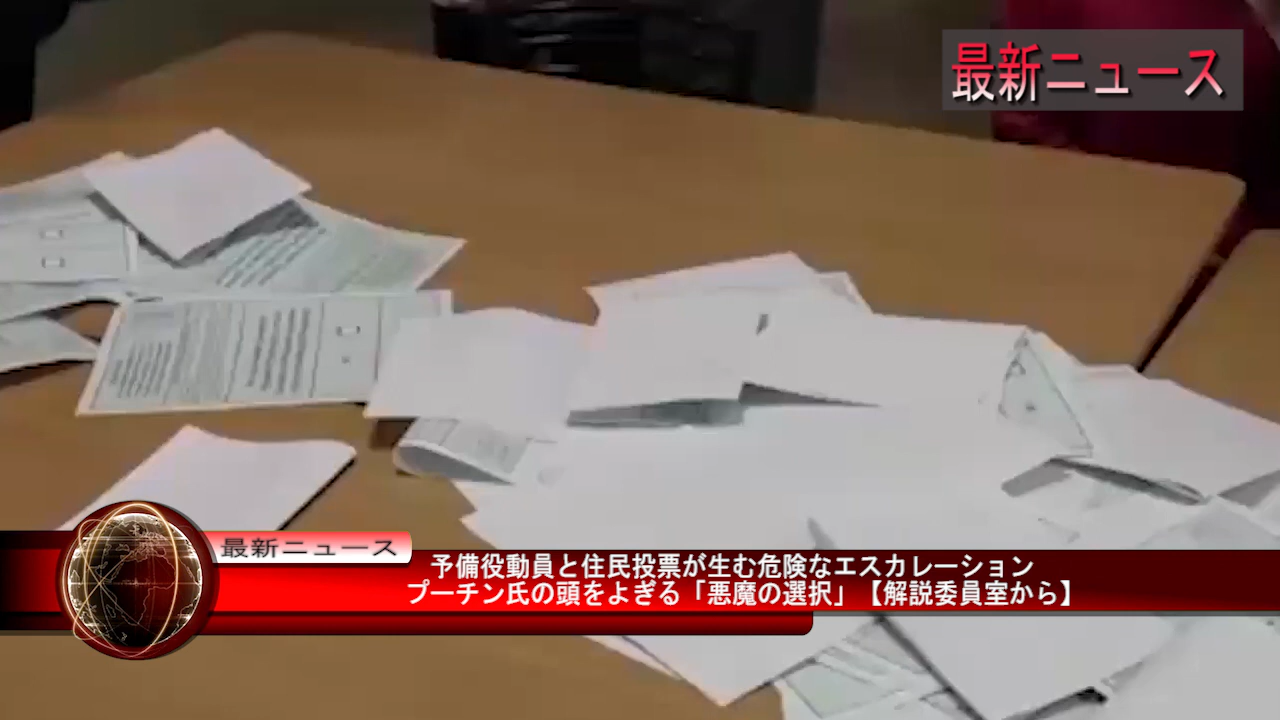 最新ニュース
最新ニュース
予備役動員と住民投票が生む危険なエスカレーション
プーチン氏の頭をよぎる「悪魔の選択」【解説委員室から】